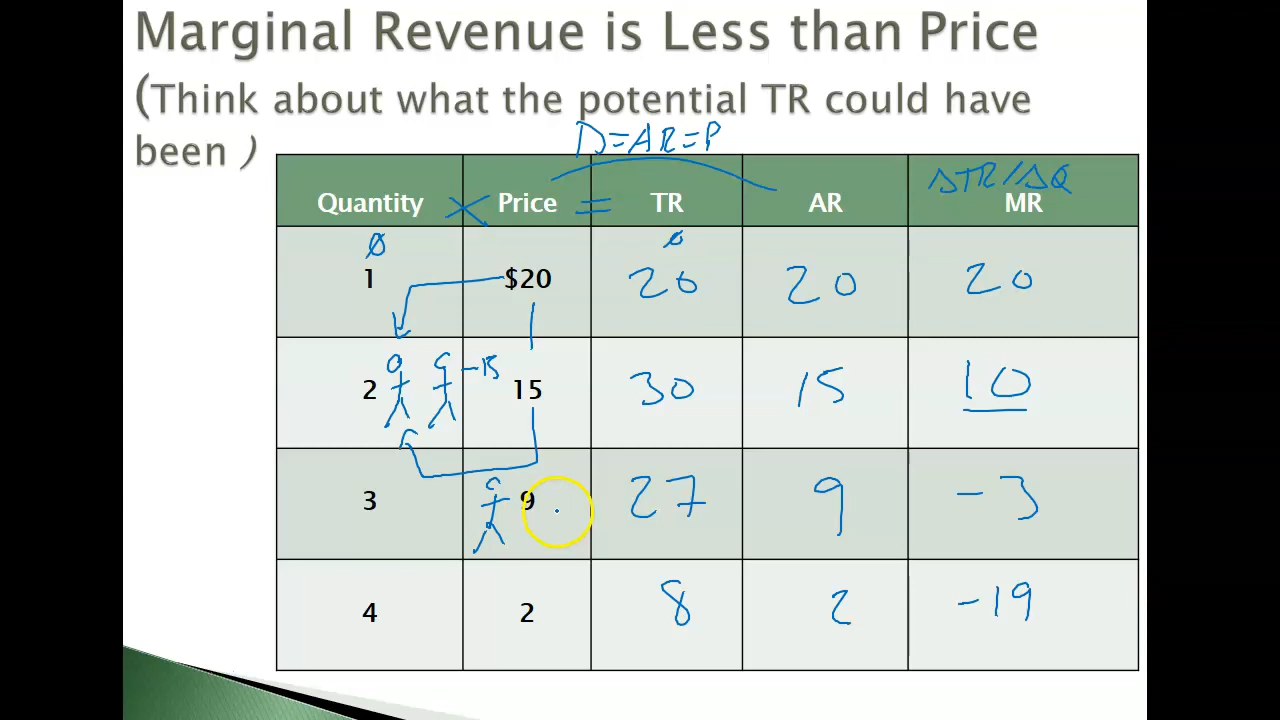 Marginal Revenue is Less than Price
(Think about what the potential TR could have
been )
D=AR=P
ΔTR/ΔQ
Quantity × Price = TR AR MR
0 0
1 $20 20 20 20
2 -15 15 30 15 10
3 9 27 9 -3
4 2 8 2 -19